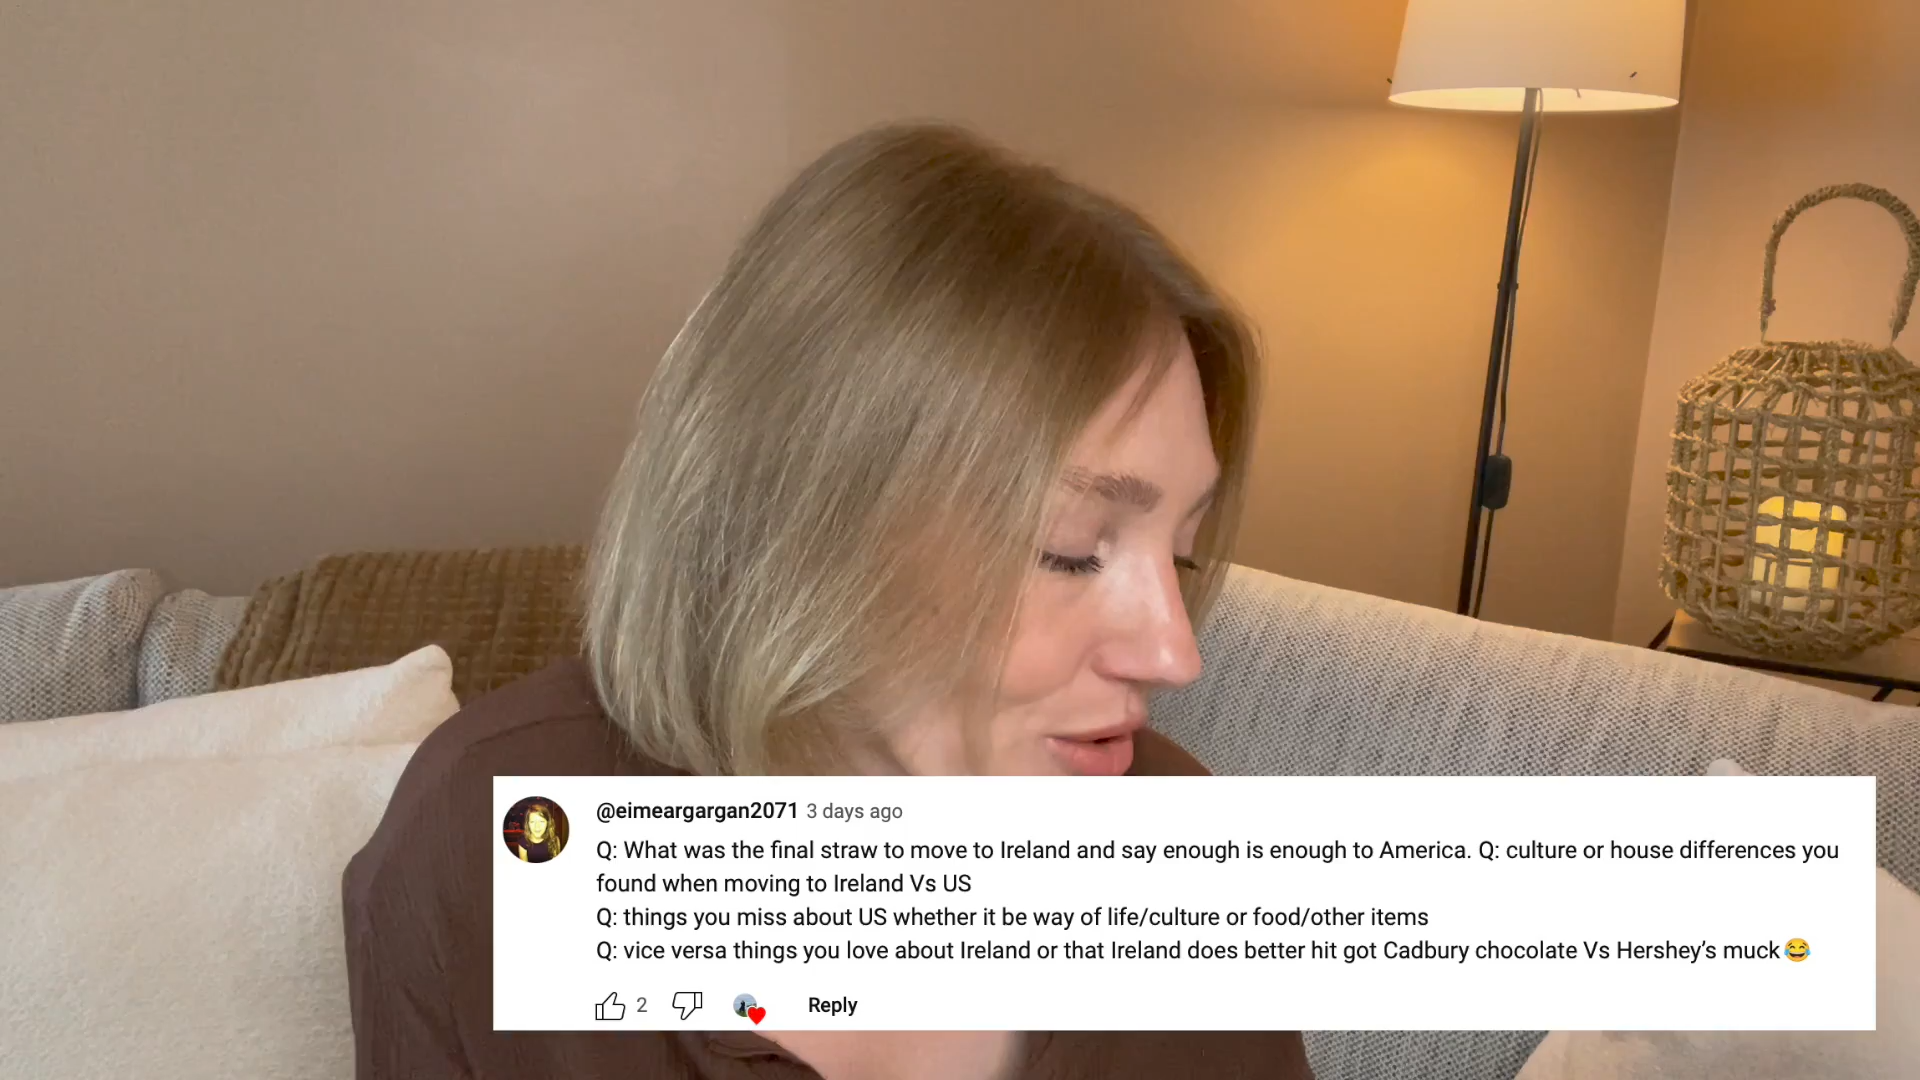 @eimeargargan2071 3 days ago
Q: What was the final straw to move to Ireland and say enough is enough to America. Q: culture or house differences you
found when moving to Ireland Vs US
Q: things you miss about US whether it be way of life/culture or food/other items
Q: vice versa things you love about Ireland or that Ireland does better hit got Cadbury chocolate Vs Hershey’s muck😂
2 Reply